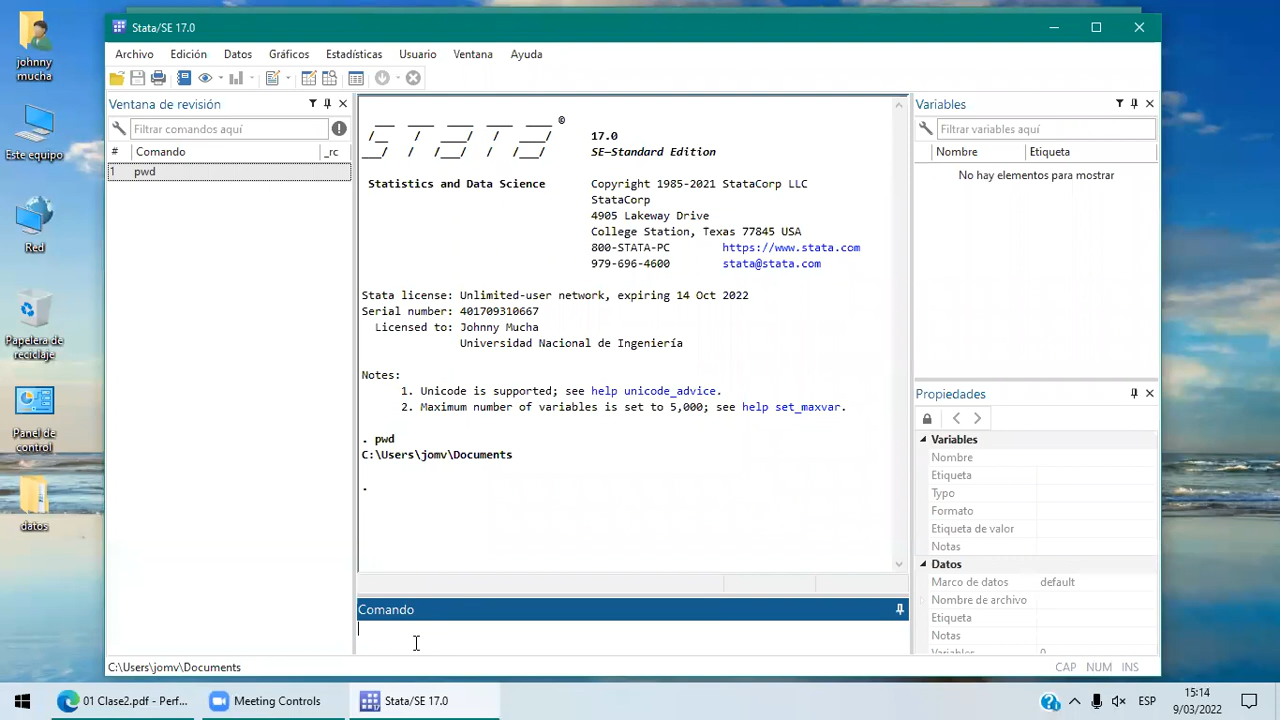 johnny
mucha
Este equipo
Red
Papelera de
reciclaje
Panel de
control
datos
Stata/SE 17.0
Archivo Edición Datos Gráficos Estadísticas Usuario Ventana Ayuda
Ventana de revisión
Filtrar comandos aquí
# Comando _rc
1 pwd
17.0
SE—Standard Edition
Statistics and Data Science Copyright 1985-2021 StataCorp LLC
StataCorp
4905 Lakeway Drive
College Station, Texas 77845 USA
800-STATA-PC https://www.stata.com
979-696-4600 stata@stata.com
Stata license: Unlimited-user network, expiring 14 Oct 2022
Serial number: 401709310667
Licensed to: Johnny Mucha
Universidad Nacional de Ingeniería
Notes:
1. Unicode is supported; see help unicode_advice.
2. Maximum number of variables is set to 5,000; see help set_maxvar.
. pwd
C:\Users\jomv\Documents
.
Comando
Variables
Filtrar variables aquí
Nombre Etiqueta
No hay elementos para mostrar
Propiedades
Variables
Nombre
Etiqueta
Typo
Formato
Etiqueta de valor
Notas
Datos
Marco de datos default
Nombre de archivo
Etiqueta
Notas
Variables 0
C:\Users\jomv\Documents
CAP NUM INS
01 Clase2.pdf - Perf...
Meeting Controls
Stata/SE 17.0
ESP
15:14
9/03/2022